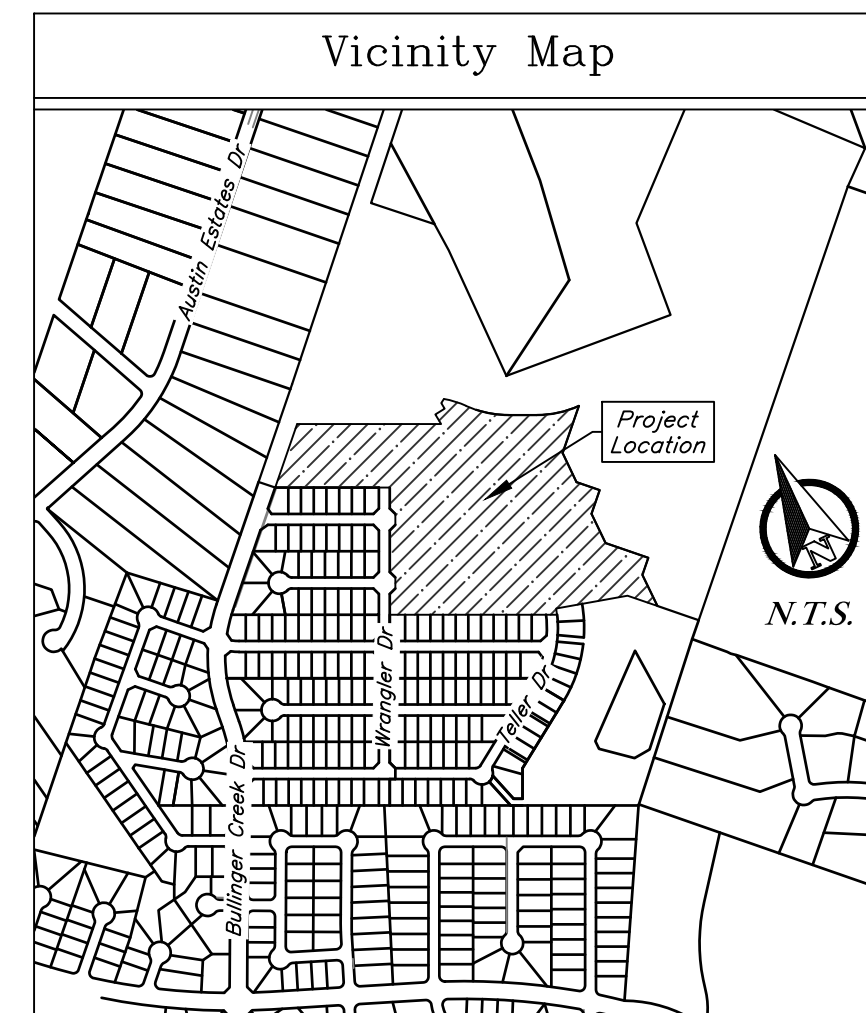 Vicinity Map
Austin Estates Dr
Project
Location
N
N.T.S.
Wrangler Dr
Teller Dr
Bullinger Creek Dr